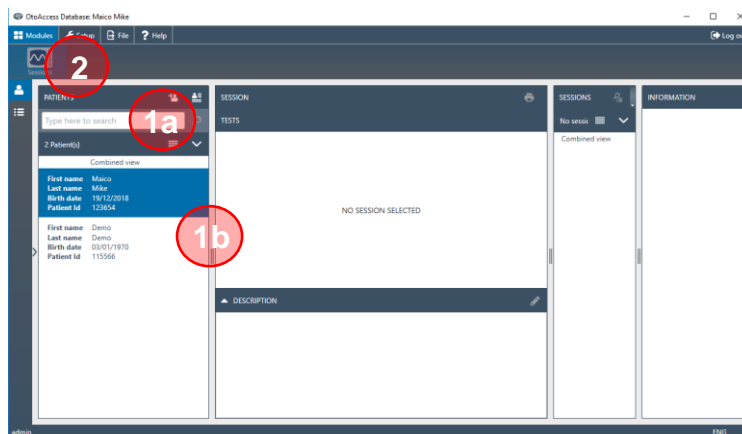 OtoAccess Database: Maico Mike
Modules Setup File ? Help Log ou
Sessions
2
PATIENTS
1a
Type here to search
2 Patient(s)
Combined view
First name Maico
Last name Mike
Birth date 19/12/2018
Patient Id 123654
First name Demo
Last name Demo
Birth date 03/01/1970
Patient Id 115566
1b
SESSION
TESTS
NO SESSION SELECTED
DESCRIPTION
SESSIONS
No sessi
Combined view
INFORMATION
admin
ENG